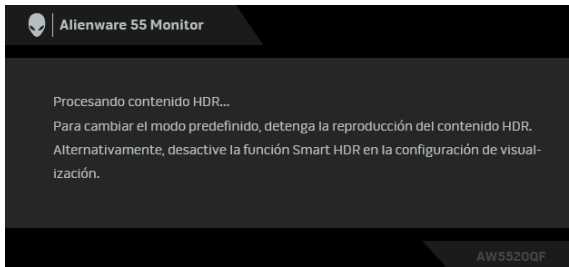 Alienware 55 Monitor
Procesando contenido HDR...
Para cambiar el modo predefinido, detenga la reproducción del contenido HDR.
Alternativamente, desactive la función Smart HDR en la configuración de visual-
ización.
AW5520QF